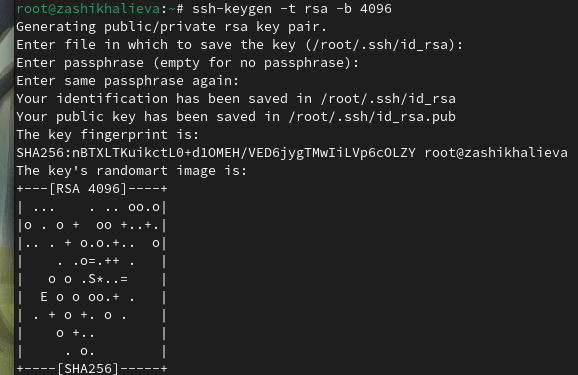 root@zashikhalieva:~# ssh-keygen -t rsa -b 4096
Generating public/private rsa key pair.
Enter file in which to save the key (/root/.ssh/id_rsa):
Enter passphrase (empty for no passphrase):
Enter same passphrase again:
Your identification has been saved in /root/.ssh/id_rsa
Your public key has been saved in /root/.ssh/id_rsa.pub
The key fingerprint is:
SHA256:nBTXLTKuikctL0+dlOMEH/VED6jygTMwIiLVp6cOLZY root@zashikhalieva
The key's randomart image is:
+---[RSA 4096]----+
| ...    . .. oo.o|
|o . o +  oo +..+.|
|.. . + o.o.+..  o|
|    . .o=.++ .   |
|   o o .S*..=    |
|  E o o oo.+ .   |
| . + o +. o .    |
|    o +..        |
|     . o.        |
+----[SHA256]-----+